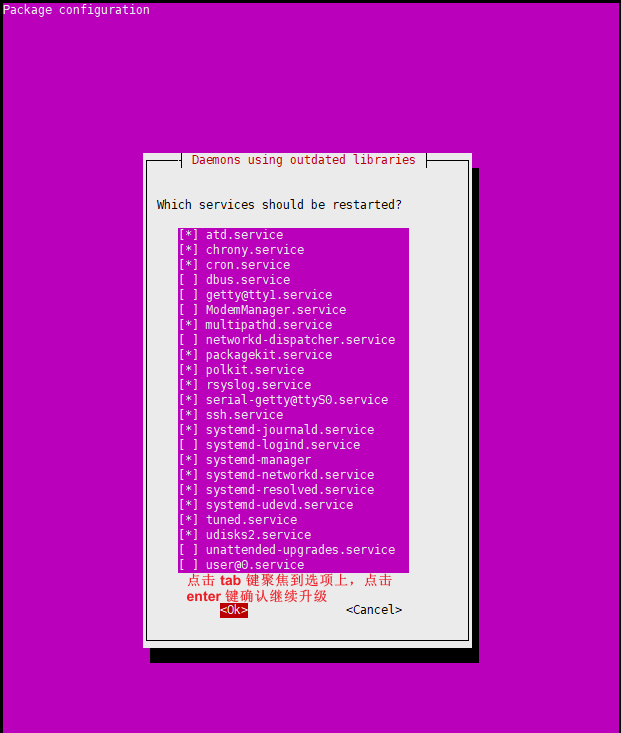 Package configuration
Daemons using outdated libraries
Which services should be restarted?
[*] atd.service
[*] chrony.service
[*] cron.service
[ ] dbus.service
[ ] getty@tty1.service
[ ] ModemManager.service
[*] multipathd.service
[ ] networkd-dispatcher.service
[*] packagekit.service
[*] polkit.service
[*] rsyslog.service
[*] serial-getty@ttyS0.service
[*] ssh.service
[*] systemd-journald.service
[ ] systemd-logind.service
[*] systemd-manager
[*] systemd-networkd.service
[*] systemd-resolved.service
[*] systemd-udevd.service
[*] tuned.service
[*] udisks2.service
[ ] unattended-upgrades.service
[ ] user@0.service
点击 tab 键聚焦到选项上，点击
enter 键确认继续升级
<Ok> <Cancel>